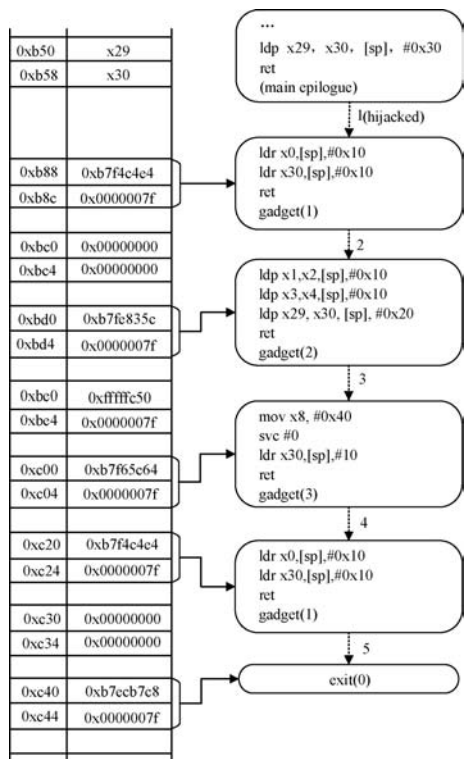 0xb50 x29
0xb58 x30
0xb88 0xb7f4c4e4
0xb8c 0x0000007f
0xbc0 0x00000000
0xbc4 0x00000000
0xbd0 0xb7fe835c
0xbd4 0x0000007f
0xbe0 0xfffffc50
0xbe4 0x0000007f
0xc00 0xb7f65c64
0xc04 0x0000007f
0xc20 0xb7f4c4e4
0xc24 0x0000007f
0xc30 0x00000000
0xc34 0x00000000
0xc40 0xb7ecb7c8
0xc44 0x0000007f
...
ldp x29, x30, [sp], #0x30
ret
(main epilogue)
1(hijacked)
ldr x0,[sp],#0x10
ldr x30,[sp],#0x10
ret
gadget(1)
2
ldp x1,x2,[sp],#0x10
ldp x3,x4,[sp],#0x10
ldp x29, x30, [sp], #0x20
ret
gadget(2)
3
mov x8, #0x40
svc #0
ldr x30,[sp],#10
ret
gadget(3)
4
ldr x0,[sp],#0x10
ldr x30,[sp],#0x10
ret
gadget(1)
5
exit(0)